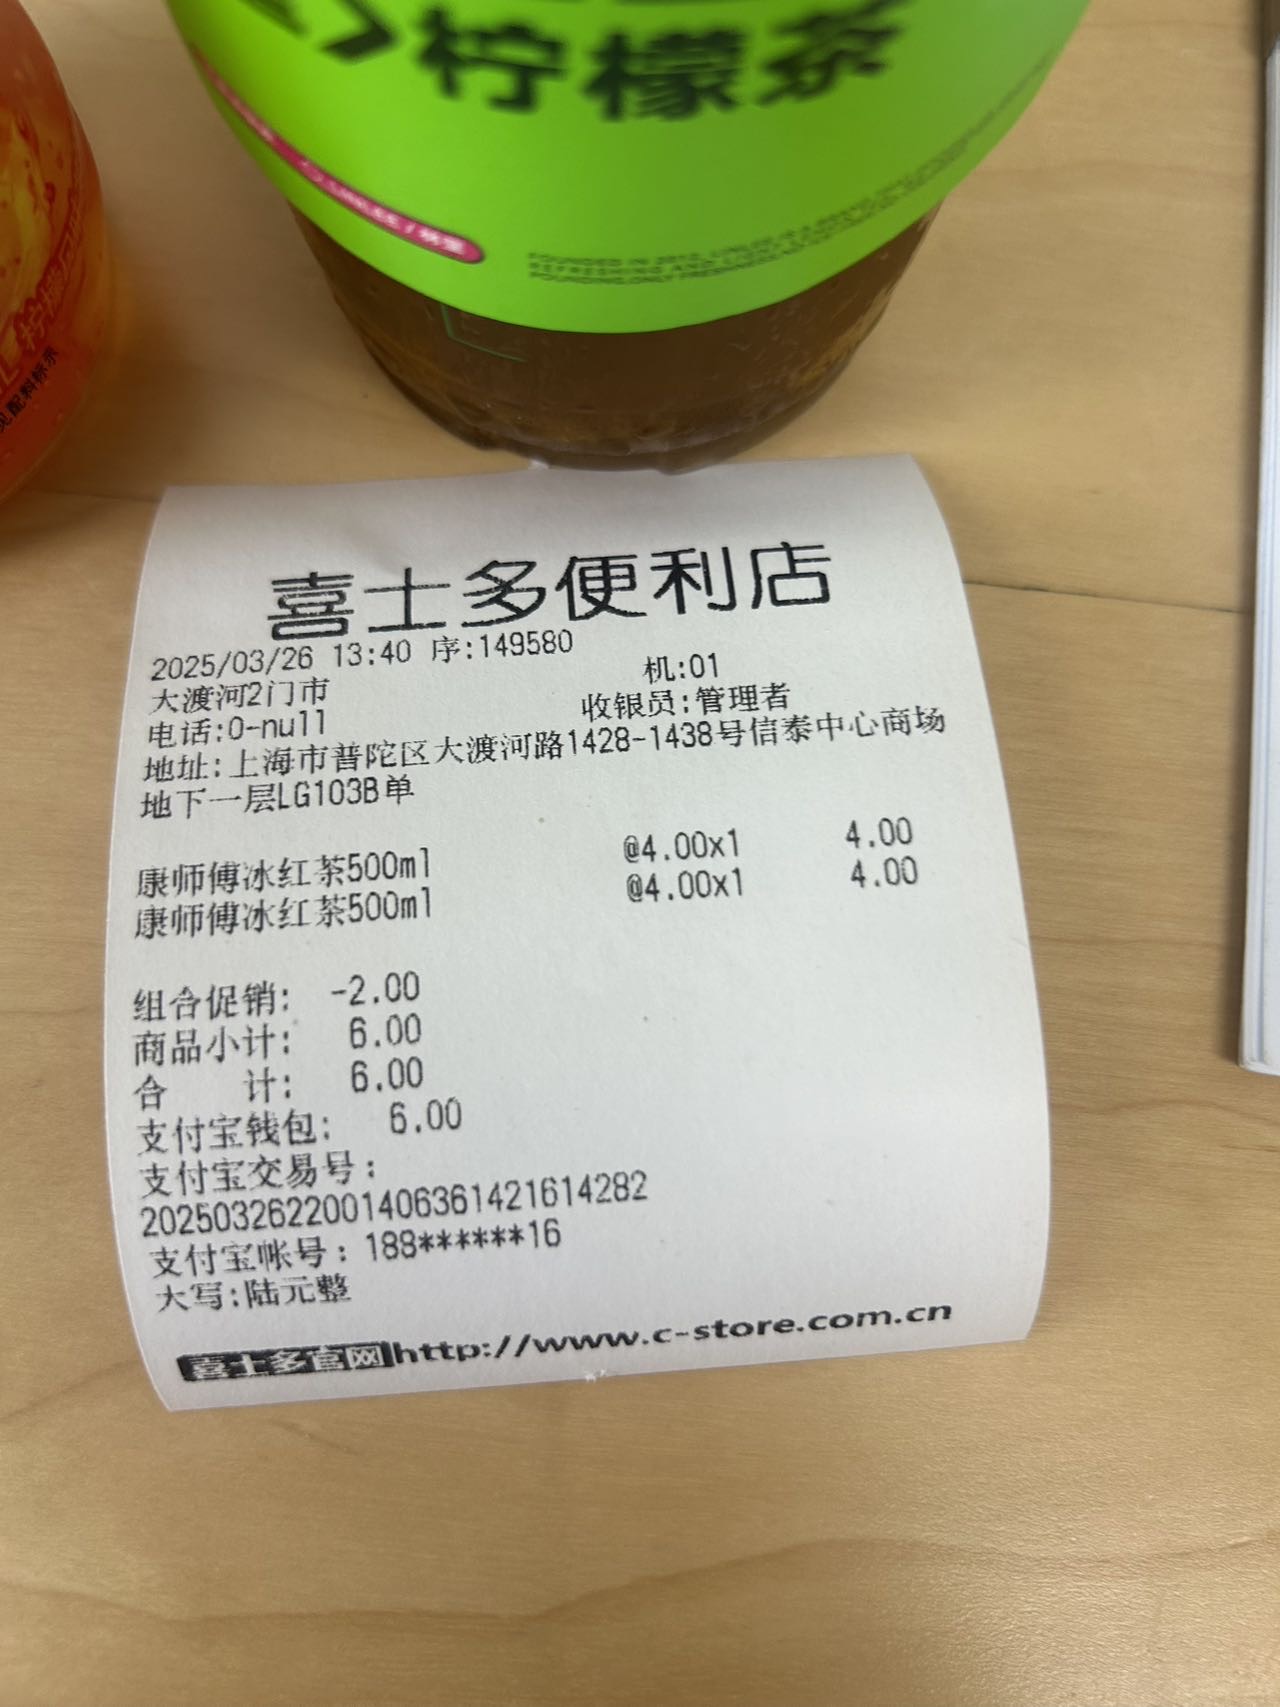 柠檬茶
柠檬
见配料标示
喜士多便利店
2025/03/26 13:40 序:149580
机:01
大渡河2门市
收银员:管理者
电话:0-null
地址:上海市普陀区大渡河路1428-1438号信泰中心商场
地下一层LG103B单
康师傅冰红茶500ml @4.00x1 4.00
康师傅冰红茶500ml @4.00x1 4.00
组合促销: -2.00
商品小计: 6.00
合 计: 6.00
支付宝钱包: 6.00
支付宝交易号:
2025032622001406361421614282
支付宝帐号: 188******16
大写:陆元整
喜士多官网http://www.c-store.com.cn